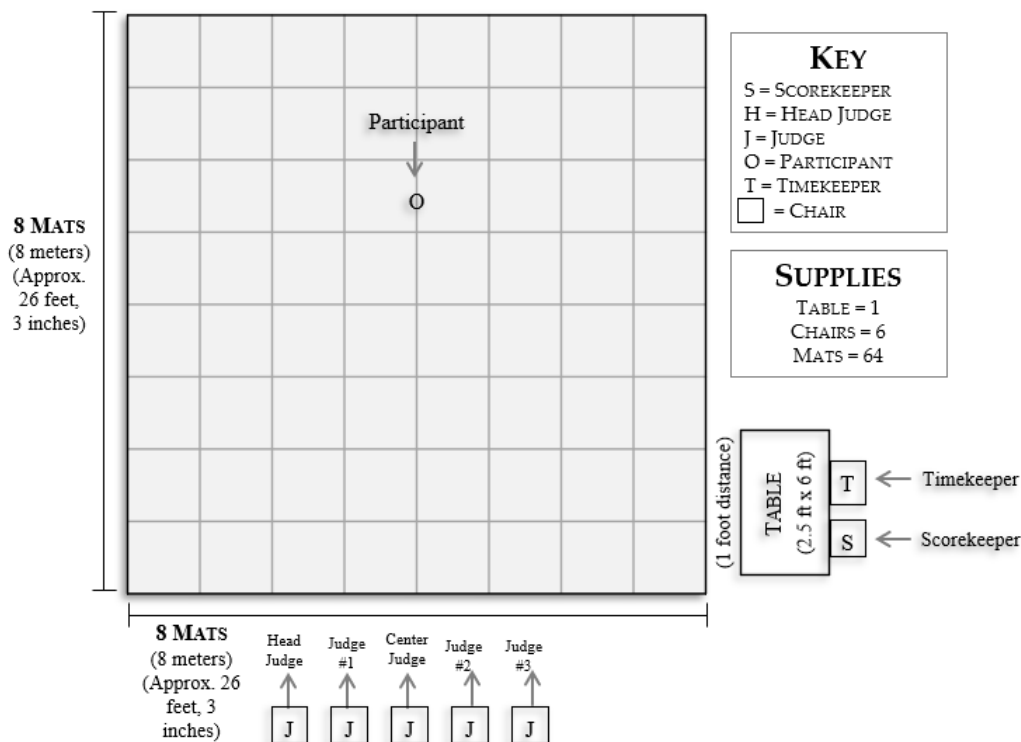 Participant
O
8 MATS
(8 meters)
(Approx.
26 feet,
3 inches)
KEY
S = SCOREKEEPER
H = HEAD JUDGE
J = JUDGE
O = PARTICIPANT
T = TIMEKEEPER
= CHAIR
SUPPLIES
TABLE = 1
CHAIRS = 6
MATS = 64
(1 foot distance)
TABLE
(2.5 ft x 6 ft)
T
Timekeeper
S
Scorekeeper
8 MATS
(8 meters)
(Approx. 26
feet, 3
inches)
Head
Judge
Judge
#1
Center
Judge
Judge
#2
Judge
#3
J
J
J
J
J